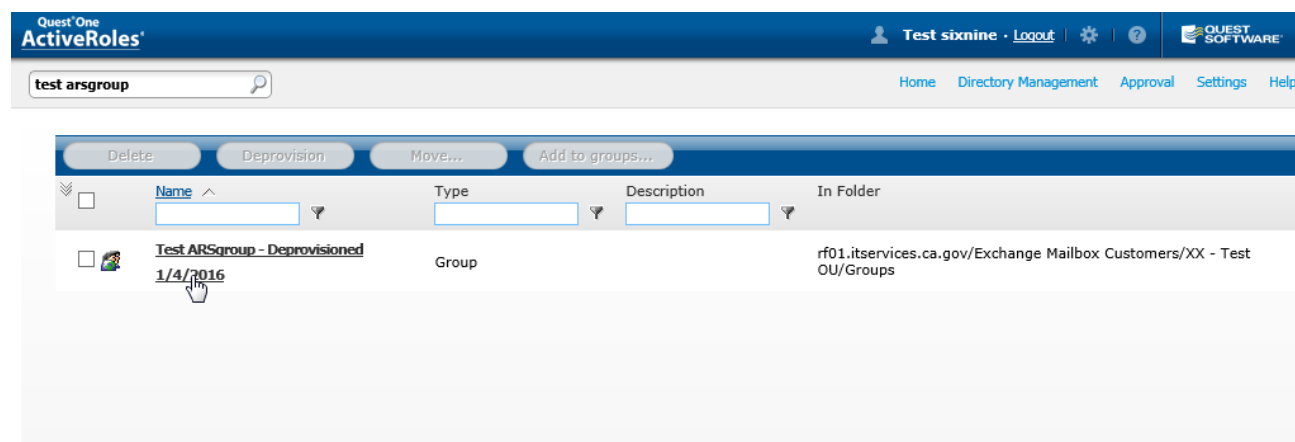 Quest One
ActiveRoles
Test sixnine · Logout
QUEST
SOFTWARE
test arsgroup
Home Directory Management Approval Settings Help
Delete Deprovision Move... Add to groups...
Name Type Description In Folder
Test ARSgroup - Deprovisioned
1/4/2016
Group
rf01.itservices.ca.gov/Exchange Mailbox Customers/XX - Test
OU/Groups